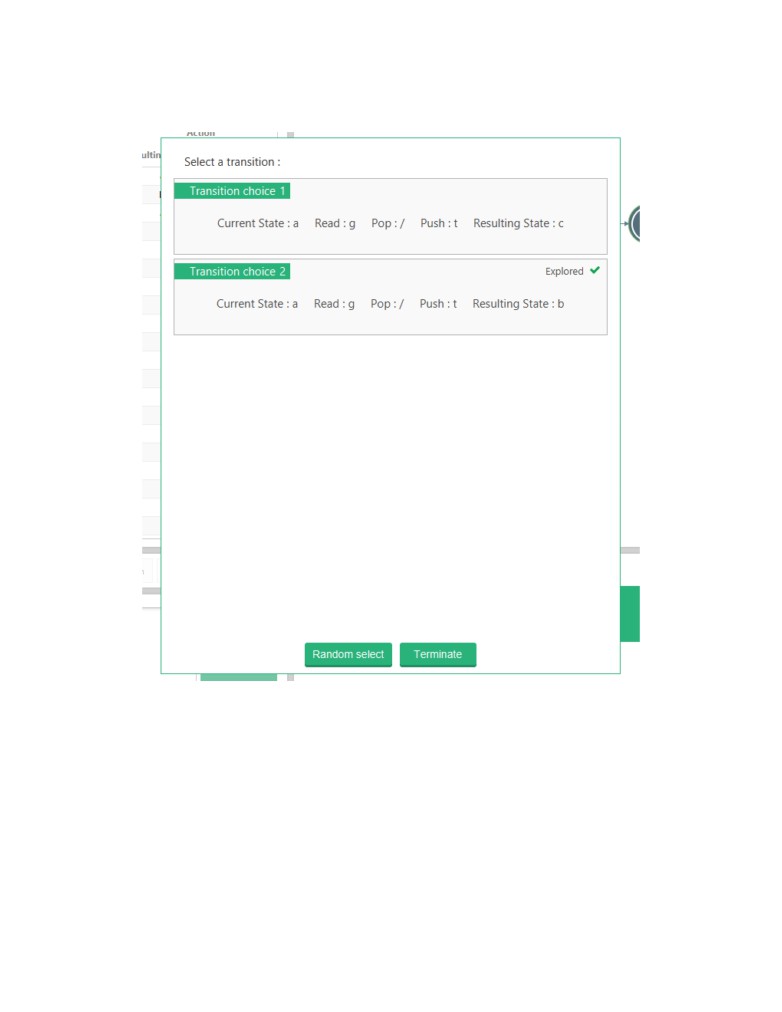 Action
Select a transition :
Transition choice 1
Current State : a Read : g Pop : / Push : t Resulting State : c
Transition choice 2 Explored
Current State : a Read : g Pop : / Push : t Resulting State : b
Random select Terminate